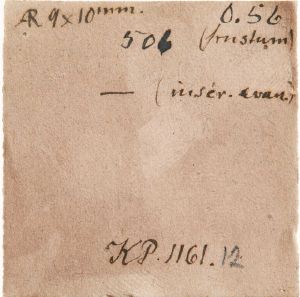 AR 9x10mm. 0.56
506 (frustum)
— (inscr. evan.)
KP. 1161.12